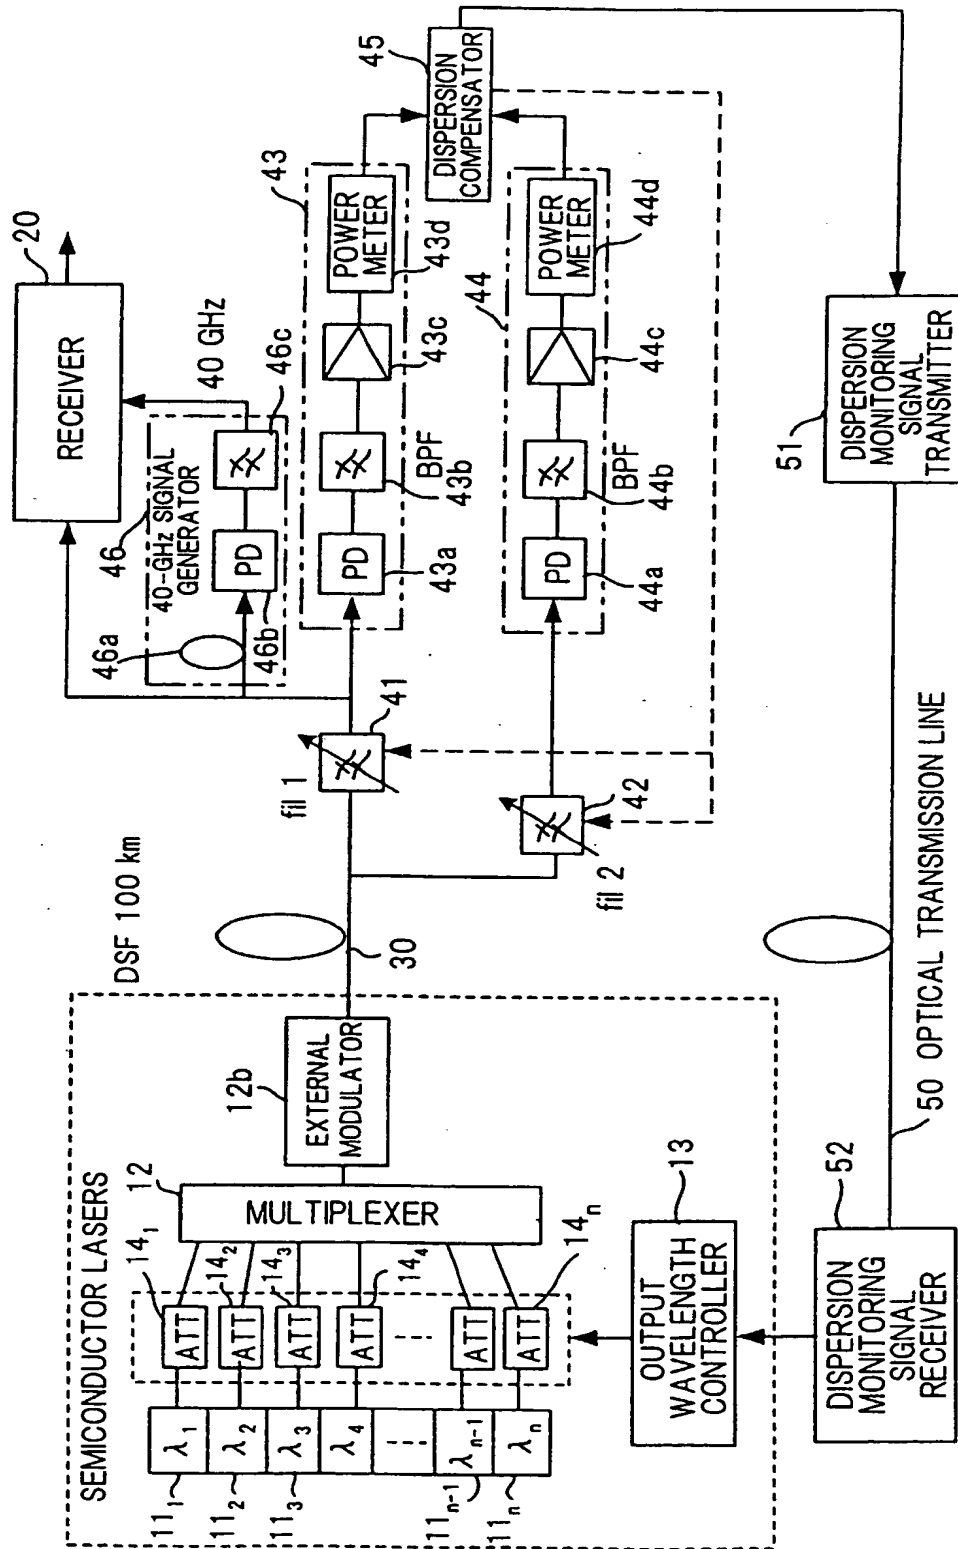 SEMICONDUCTOR LASERS
11₁
11₂
11₃
11ₙ₋₁
11ₙ
λ₁
λ₂
λ₃
λ₄
λₙ₋₁
λₙ
14₁
14₂
14₃
14₄
14ₙ
ATT
ATT
ATT
ATT
ATT
ATT
12
MULTIPLEXER
12b
EXTERNAL
MODULATOR
13
OUTPUT
WAVELENGTH
CONTROLLER
DSF 100 km
30
fil 1
41
fil 2
42
20
RECEIVER
46
40-GHz SIGNAL
GENERATOR
46a
PD
46b
46c
40 GHz
43
PD
43a
BPF
43b
43c
POWER
METER
43d
44
PD
44a
BPF
44b
44c
POWER
METER
44d
45
DISPERSION
COMPENSATOR
51
DISPERSION
MONITORING
SIGNAL
TRANSMITTER
50 OPTICAL TRANSMISSION LINE
52
DISPERSION
MONITORING
SIGNAL
RECEIVER